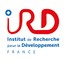 IRD
Institut de Recherche
pour le Développement
FRANCE